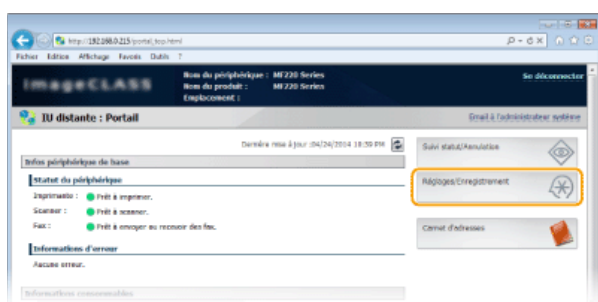 http://192.168.0.215/portal_top.html
Fichier Edition Affichage Favoris Outils ?
imageCLASS
Nom du périphérique : MF220 Series
Nom du produit : MF220 Series
Emplacement :
Se déconnecter
IU distante : Portail
Email à l'administrateur système
Dernière mise à jour :04/24/2014 18:39 PM
Infos périphérique de base
Statut du périphérique
Imprimante : Prêt à imprimer.
Scanner : Prêt à scanner.
Fax : Prêt à envoyer ou recevoir des fax.
Informations d'erreur
Aucune erreur.
Informations consommables
Suivi statut/Annulation
Réglages/Enregistrement
Carnet d'adresses